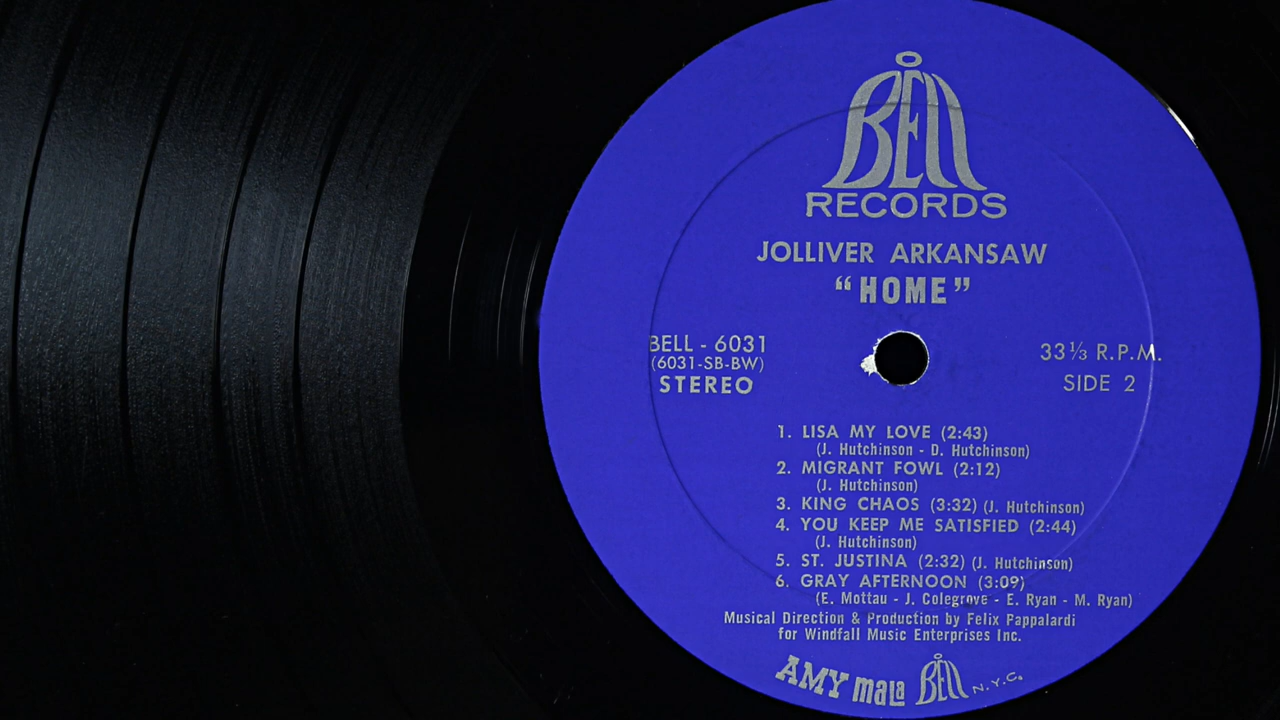 BELL
RECORDS
JOLLIVER ARKANSAW
“HOME”
BELL - 6031
(6031-SB-BW)
STEREO
33⅓ R.P.M.
SIDE 2
1. LISA MY LOVE (2:43)
(J. Hutchinson - D. Hutchinson)
2. MIGRANT FOWL (2:12)
(J. Hutchinson)
3. KING CHAOS (3:32) (J. Hutchinson)
4. YOU KEEP ME SATISFIED (2:44)
(J. Hutchinson)
5. ST. JUSTINA (2:32) (J. Hutchinson)
6. GRAY AFTERNOON (3:09)
(E. Mottau - J. Colegrove - E. Ryan - M. Ryan)
Musical Direction & Production by Felix Pappalardi
for Windfall Music Enterprises Inc.
AMY mala BELL N.Y.C.